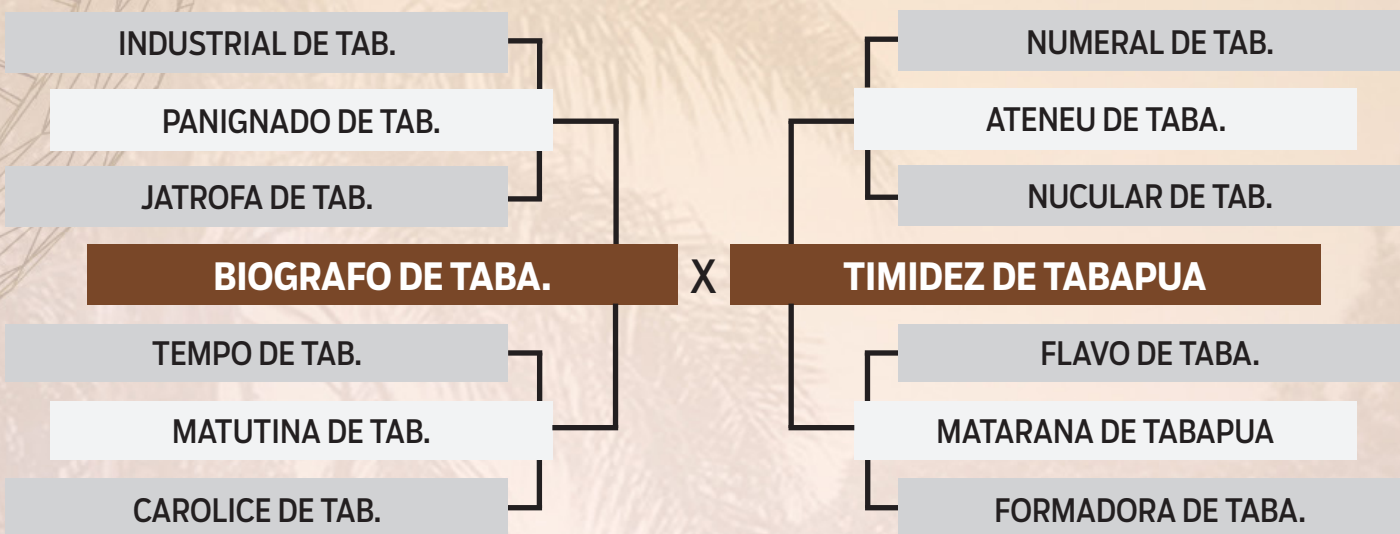 INDUSTRIAL DE TAB.
NUMERAL DE TAB.
PANIGNADO DE TAB.
ATENEU DE TABA.
JATROFA DE TAB.
NUCULAR DE TAB.
BIOGRAFO DE TABA. X TIMIDEZ DE TABAPUA
TEMPO DE TAB.
FLAVO DE TABA.
MATUTINA DE TAB.
MATARANA DE TABAPUA
CAROLICE DE TAB.
FORMADORA DE TABA.